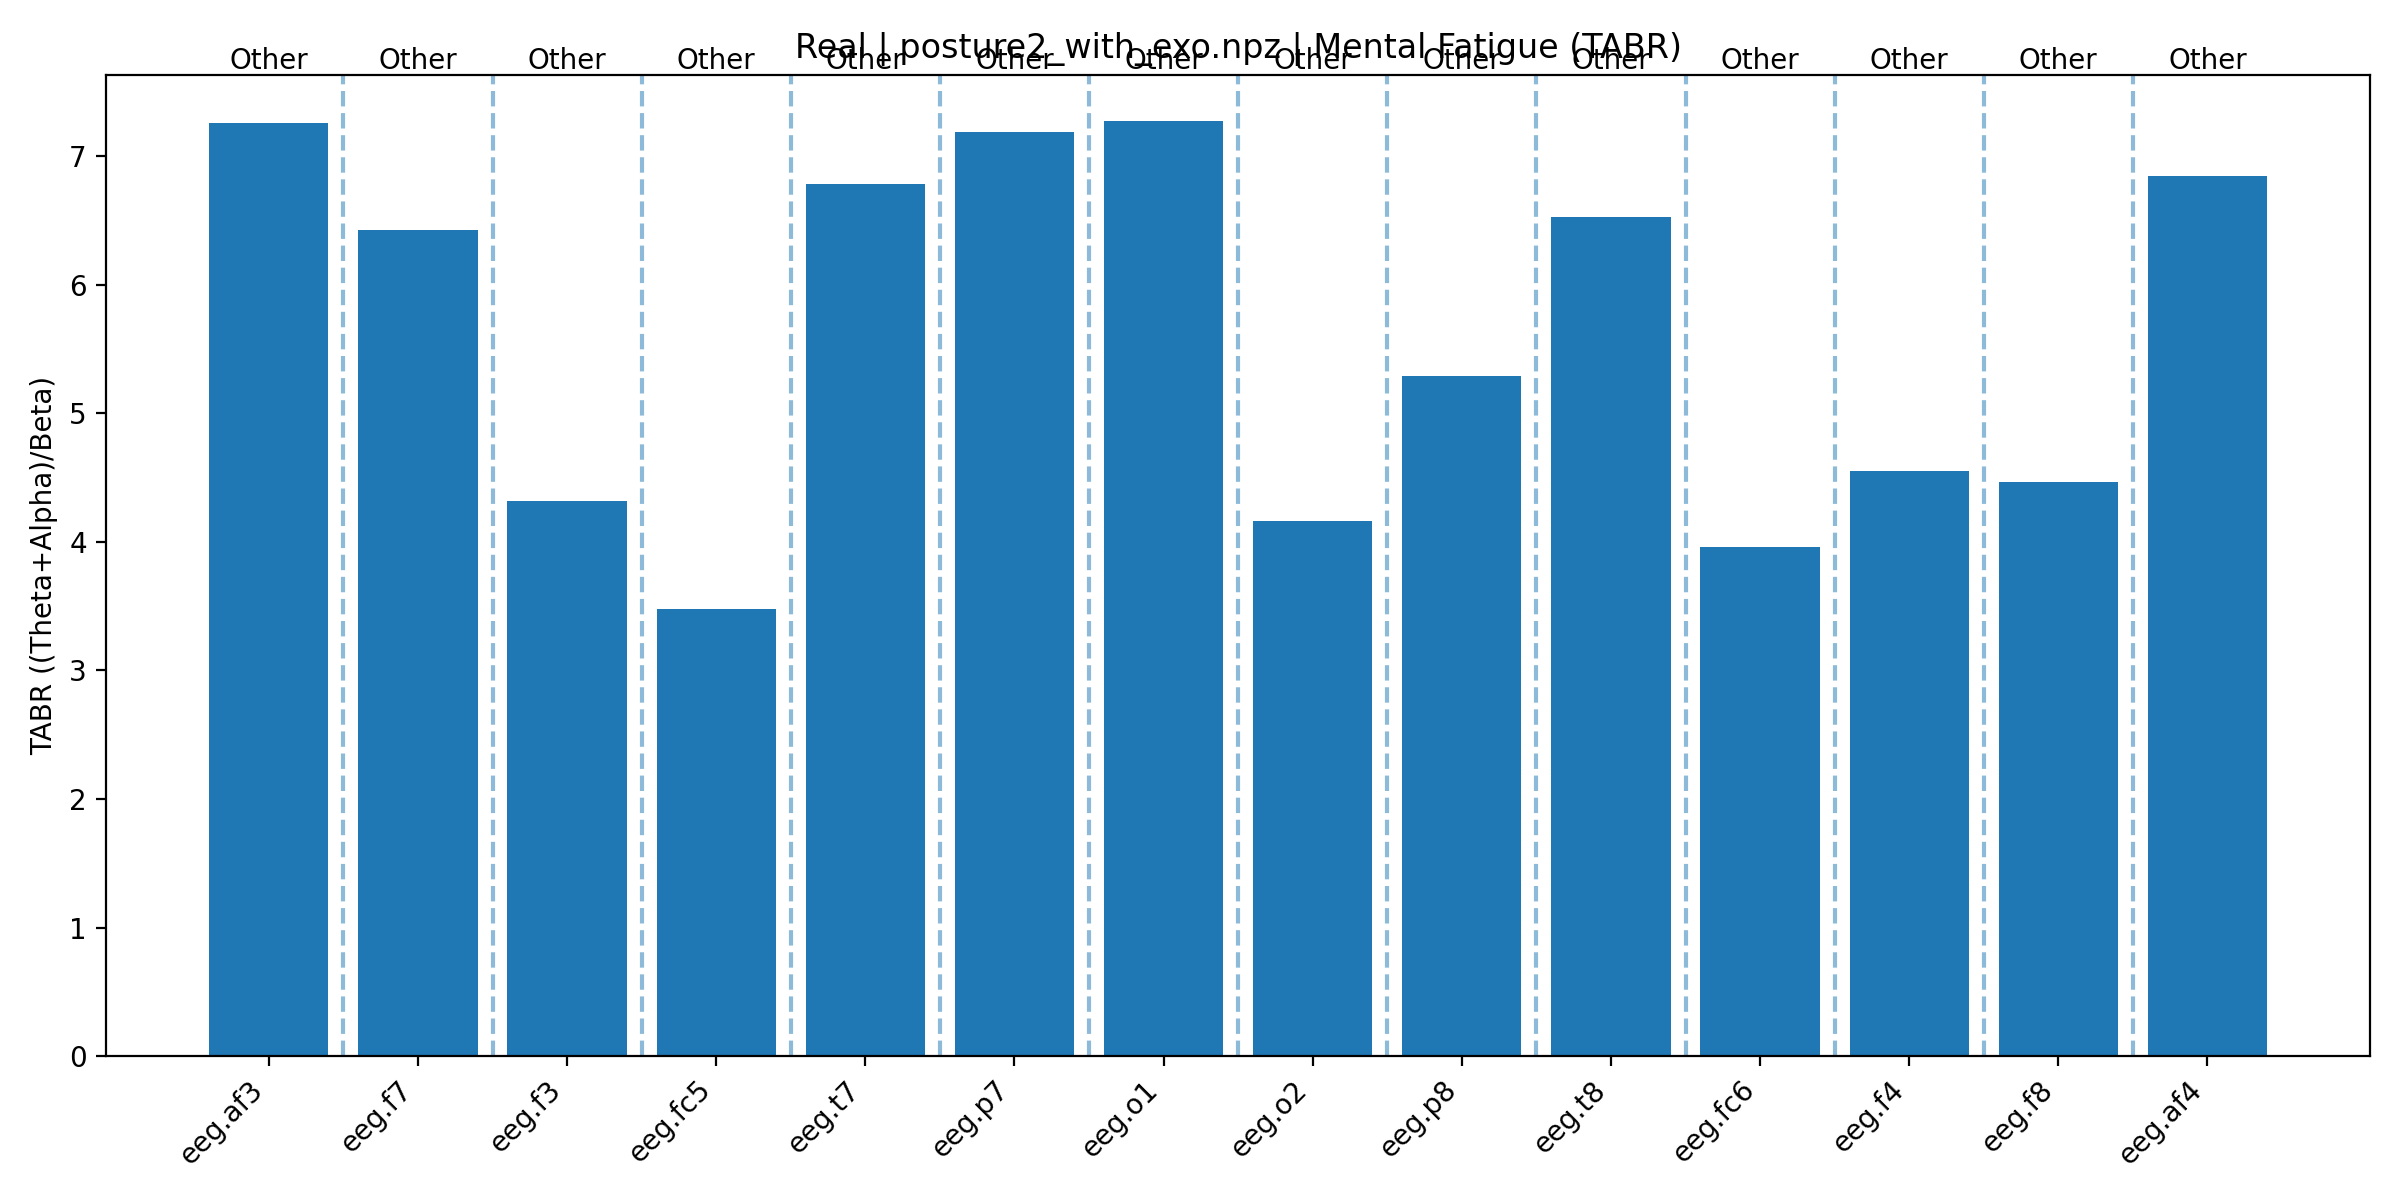 Real | posture2_with_exo.npz | Mental Fatigue (TABR)
Other Other Other Other Other Other Other Other Other Other Other Other Other Other
TABR ((Theta+Alpha)/Beta)
7
6
5
4
3
2
1
0
eeg.af3 eeg.f7 eeg.f3 eeg.fc5 eeg.t7 eeg.p7 eeg.o1 eeg.o2 eeg.p8 eeg.t8 eeg.fc6 eeg.f4 eeg.f8 eeg.af4